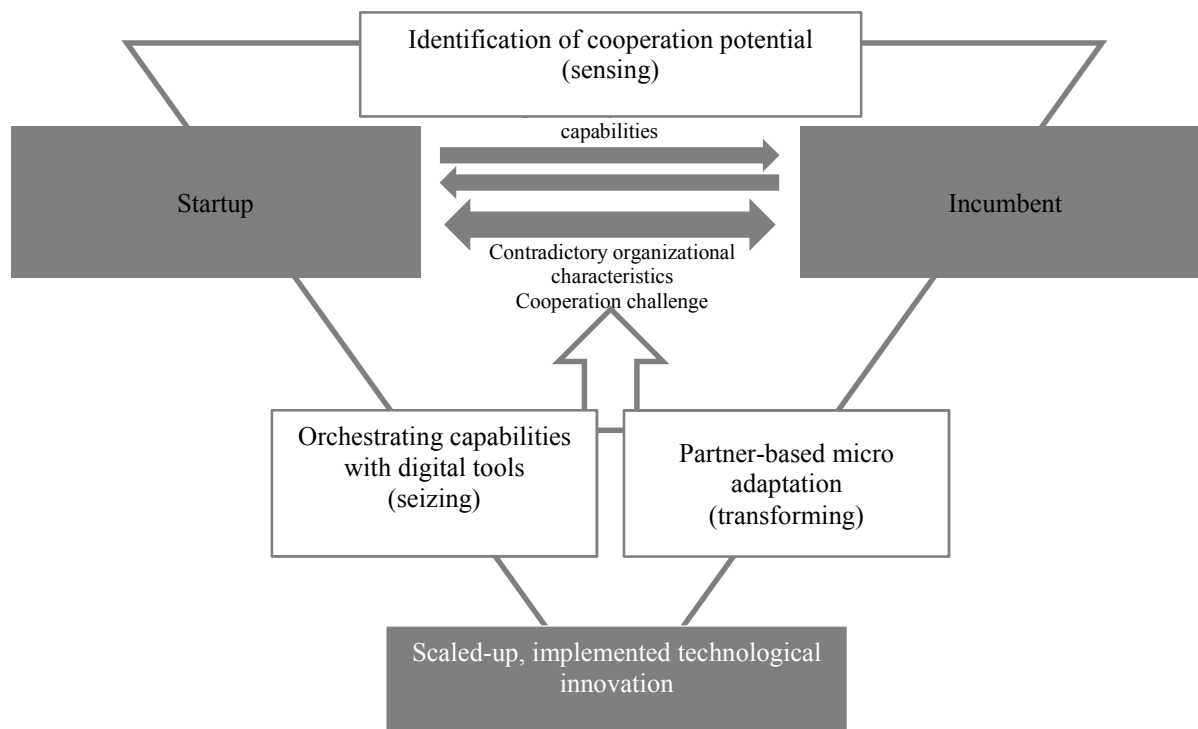 Identification of cooperation potential
(sensing)
capabilities
Startup
Incumbent
Contradictory organizational
characteristics
Cooperation challenge
Orchestrating capabilities
with digital tools
(seizing)
Partner-based micro
adaptation
(transforming)
Scaled-up, implemented technological
innovation